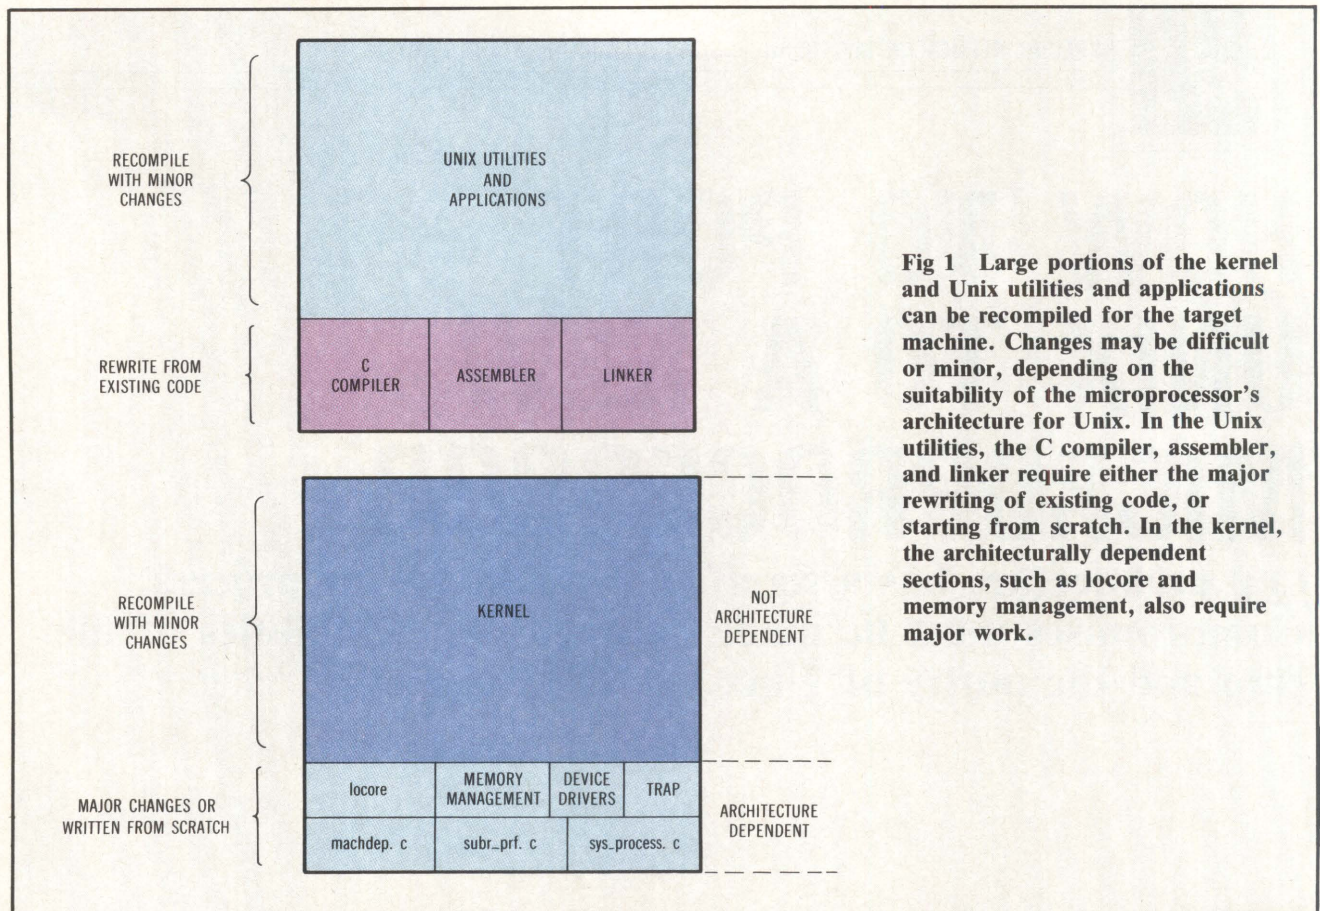 RECOMPILE
WITH MINOR
CHANGES
UNIX UTILITIES
AND
APPLICATIONS
REWRITE FROM
EXISTING CODE
C
COMPILER
ASSEMBLER
LINKER
RECOMPILE
WITH MINOR
CHANGES
KERNEL
NOT
ARCHITECTURE
DEPENDENT
MAJOR CHANGES OR
WRITTEN FROM SCRATCH
locore
MEMORY
MANAGEMENT
DEVICE
DRIVERS
TRAP
machdep. c
subr_prf. c
sys_process. c
ARCHITECTURE
DEPENDENT
Fig 1 Large portions of the kernel
and Unix utilities and applications
can be recompiled for the target
machine. Changes may be difficult
or minor, depending on the
suitability of the microprocessor's
architecture for Unix. In the Unix
utilities, the C compiler, assembler,
and linker require either the major
rewriting of existing code, or
starting from scratch. In the kernel,
the architecturally dependent
sections, such as locore and
memory management, also require
major work.